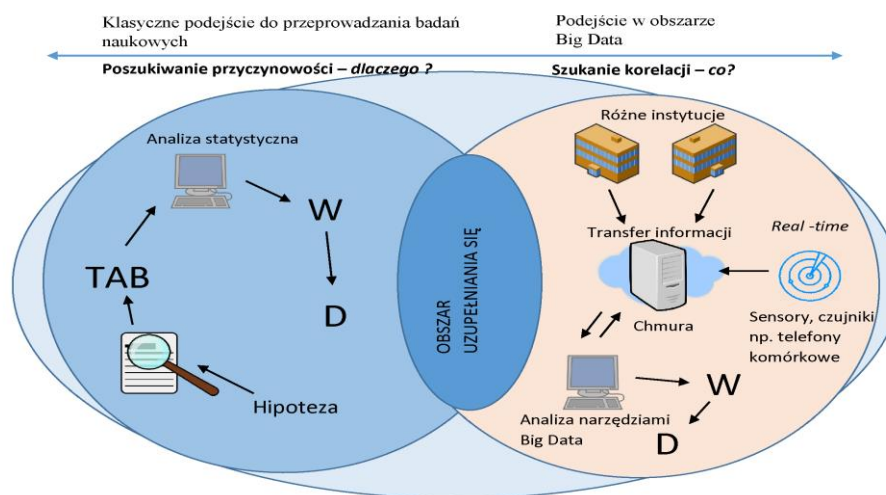 Klasyczne podejście do przeprowadzania badań
naukowych
Podejście w obszarze
Big Data
Poszukiwanie przyczynowości – dlaczego ?
Szukanie korelacji – co?
Analiza statystyczna
W
TAB
D
Hipoteza
OBSZAR
UZUPEŁNIANIA SIĘ
Różne instytucje
Transfer informacji
Real -time
Chmura
Sensory, czujniki
np. telefony
komórkowe
W
Analiza narzędziami
Big Data
D